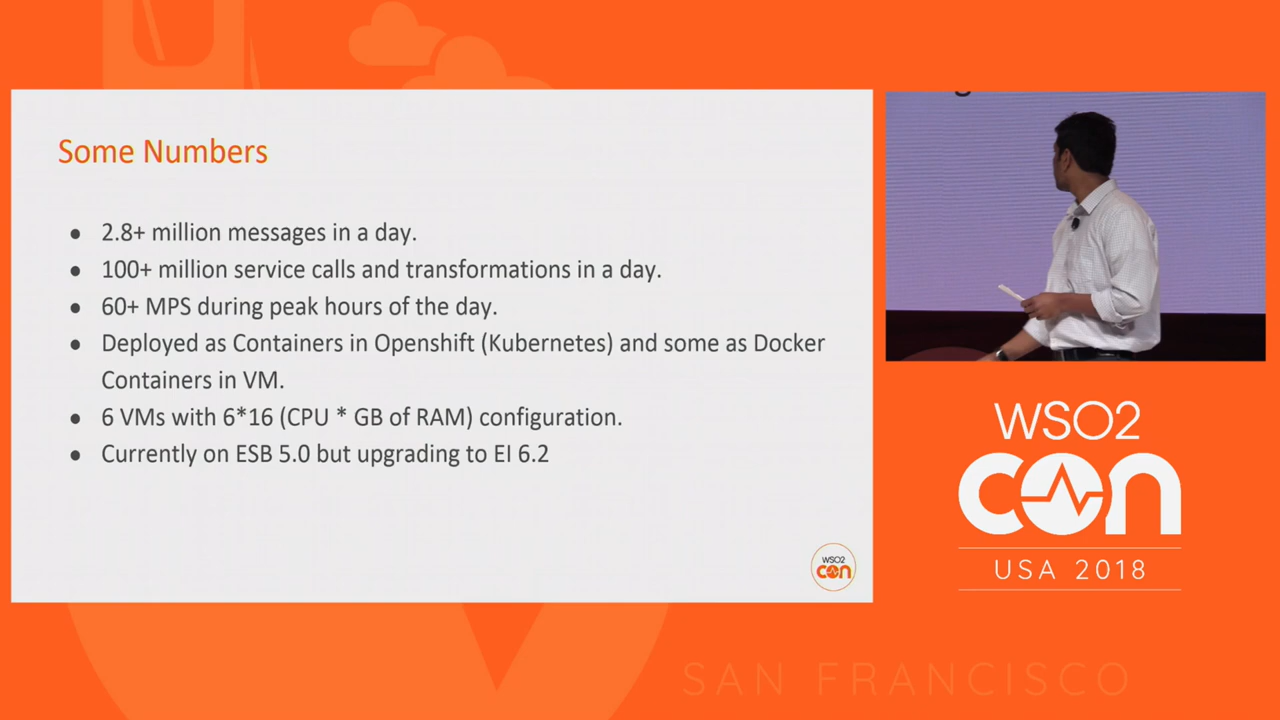 Some Numbers
● 2.8+ million messages in a day.
● 100+ million service calls and transformations in a day.
● 60+ MPS during peak hours of the day.
● Deployed as Containers in Openshift (Kubernetes) and some as Docker
Containers in VM.
● 6 VMs with 6*16 (CPU * GB of RAM) configuration.
● Currently on ESB 5.0 but upgrading to EI 6.2
WSO2
con
WSO2
con
USA 2018
SAN FRANCISCO